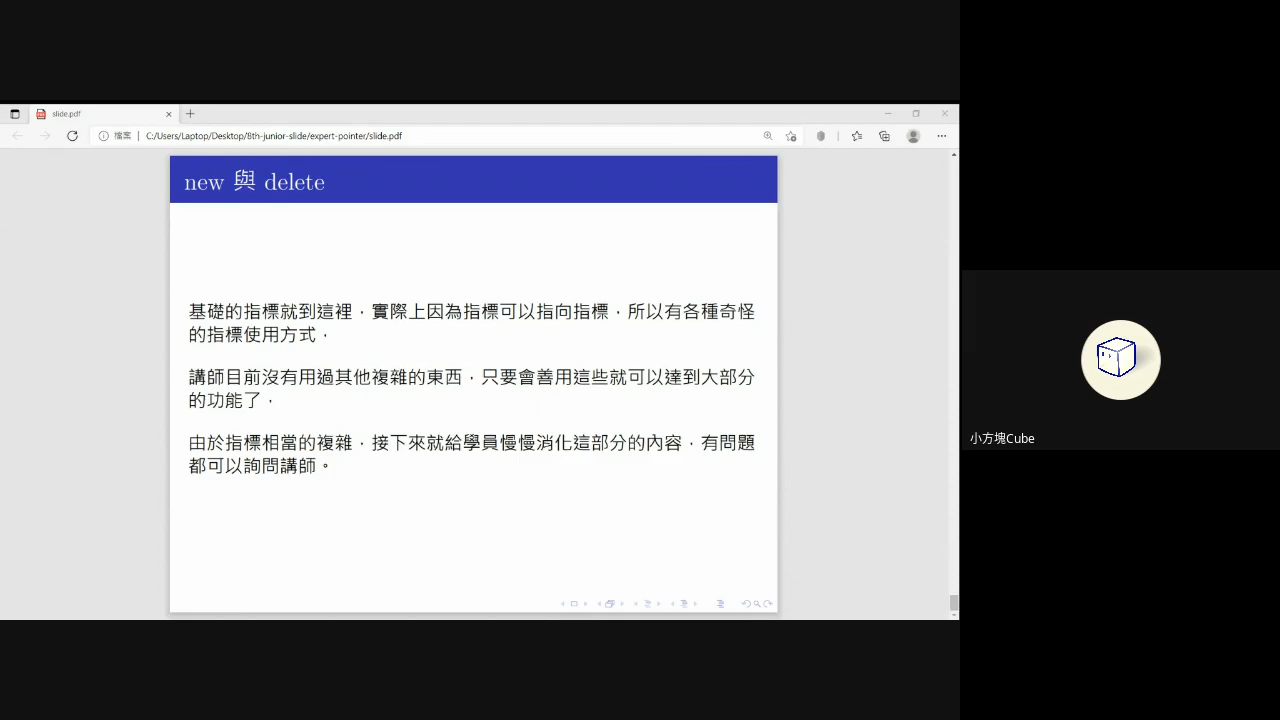 slide.pdf
檔案 | C:/Users/Laptop/Desktop/8th-junior-slide/expert-pointer/slide.pdf
new 與 delete
基礎的指標就到這裡，實際上因為指標可以指向指標，所以有各種奇怪
的指標使用方式，
講師目前沒有用過其他複雜的東西，只要會善用這些就可以達到大部分
的功能了，
由於指標相當的複雜，接下來就給學員慢慢消化這部分的內容，有問題
都可以詢問講師。
小方塊Cube